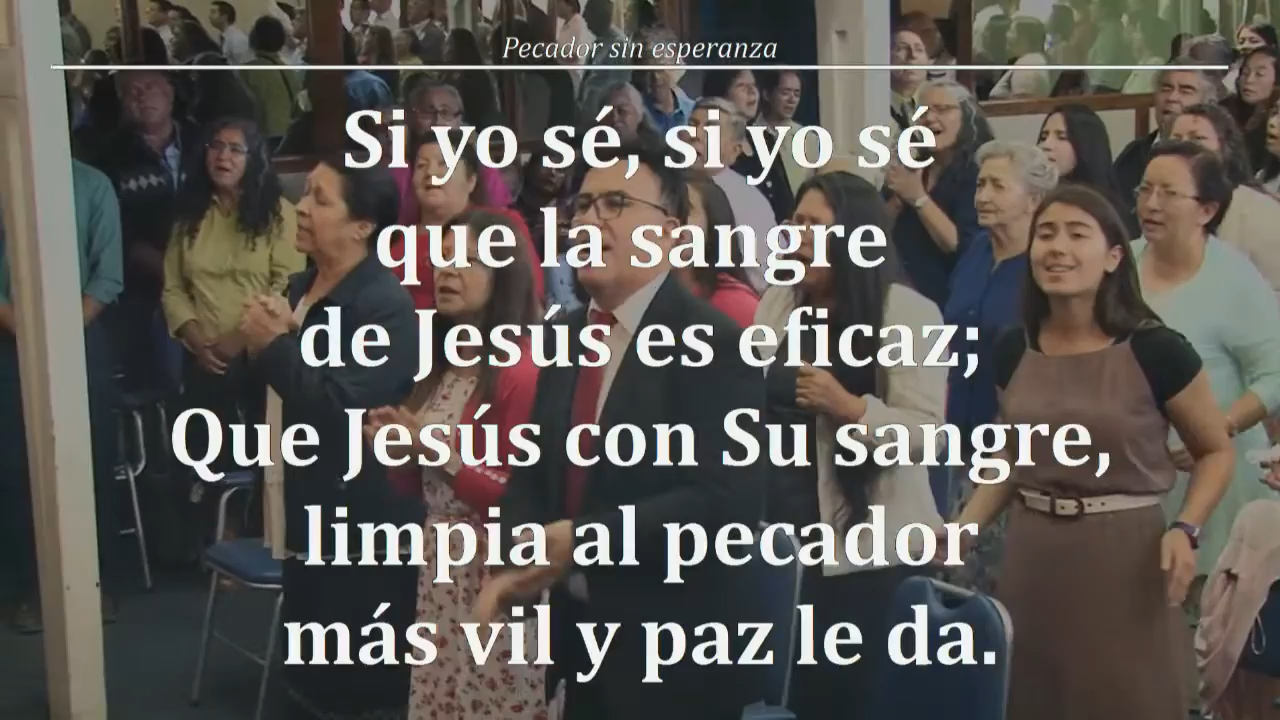 Pecador sin esperanza
Si yo sé, si yo sé
que la sangre
de Jesús es eficaz;
Que Jesús con Su sangre,
limpia al pecador
más vil y paz le da.